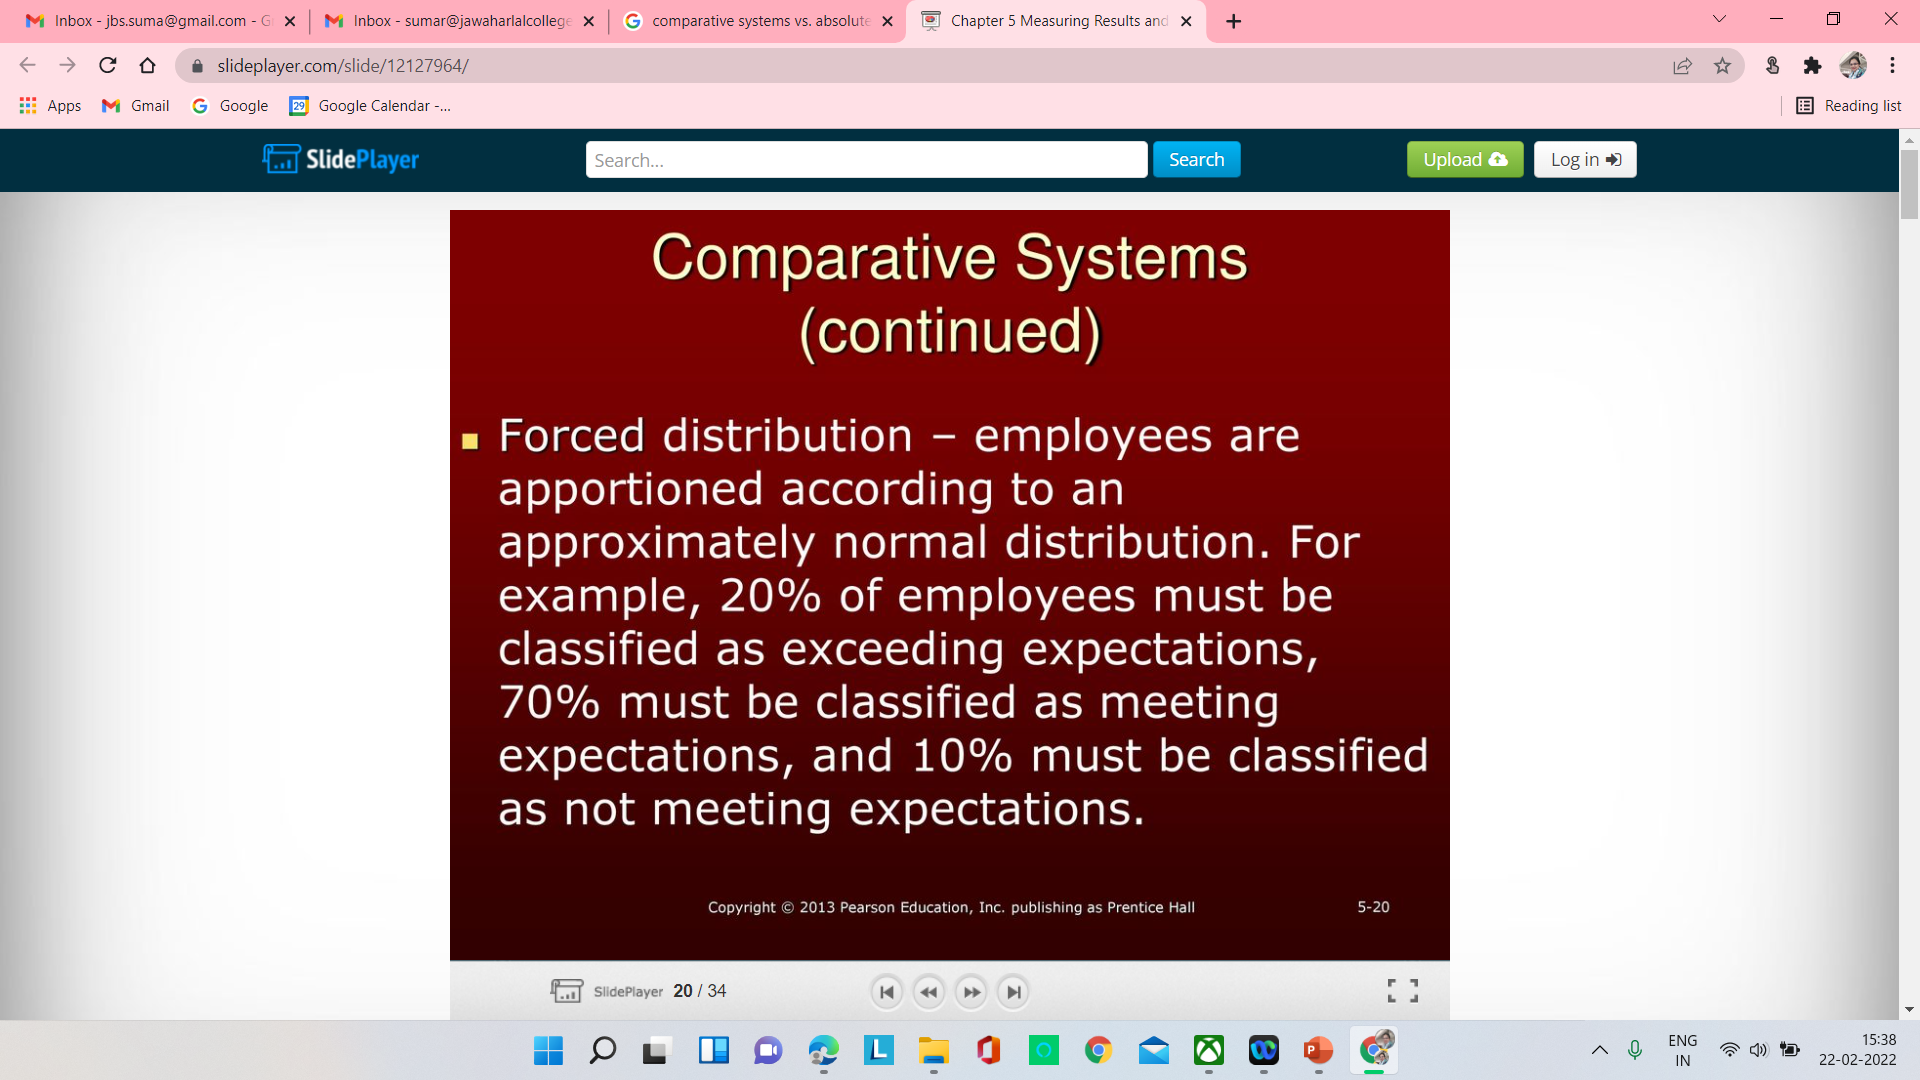 Inbox - jbs.suma@gmail.com - G
Inbox - sumar@jawaharlalcollege
comparative systems vs. absolute
Chapter 5 Measuring Results and
slideplayer.com/slide/12127964/
Apps
Gmail
Google
29
Google Calendar -...
Reading list
SlidePlayer
Search...
Search
Upload
Log in
Comparative Systems
(continued)
Forced distribution – employees are
apportioned according to an
approximately normal distribution. For
example, 20% of employees must be
classified as exceeding expectations,
70% must be classified as meeting
expectations, and 10% must be classified
as not meeting expectations.
Copyright © 2013 Pearson Education, Inc. publishing as Prentice Hall
5-20
SlidePlayer
20 / 34
L
P
ENG
IN
15:38
22-02-2022